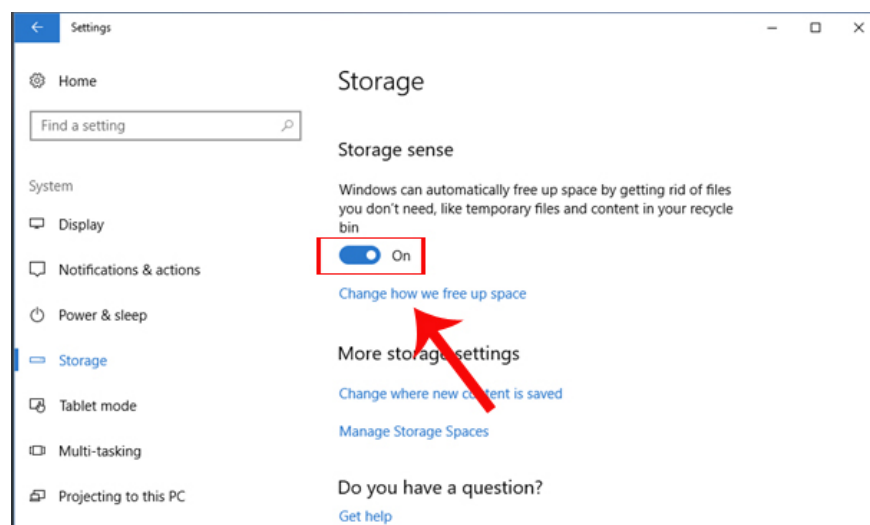 Settings
Home
Find a setting
System
Display
Notifications & actions
Power & sleep
Storage
Tablet mode
Multi-tasking
Projecting to this PC
Storage
Storage sense
Windows can automatically free up space by getting rid of files
you don't need, like temporary files and content in your recycle
bin
On
Change how we free up space
More storage settings
Change where new content is saved
Manage Storage Spaces
Do you have a question?
Get help